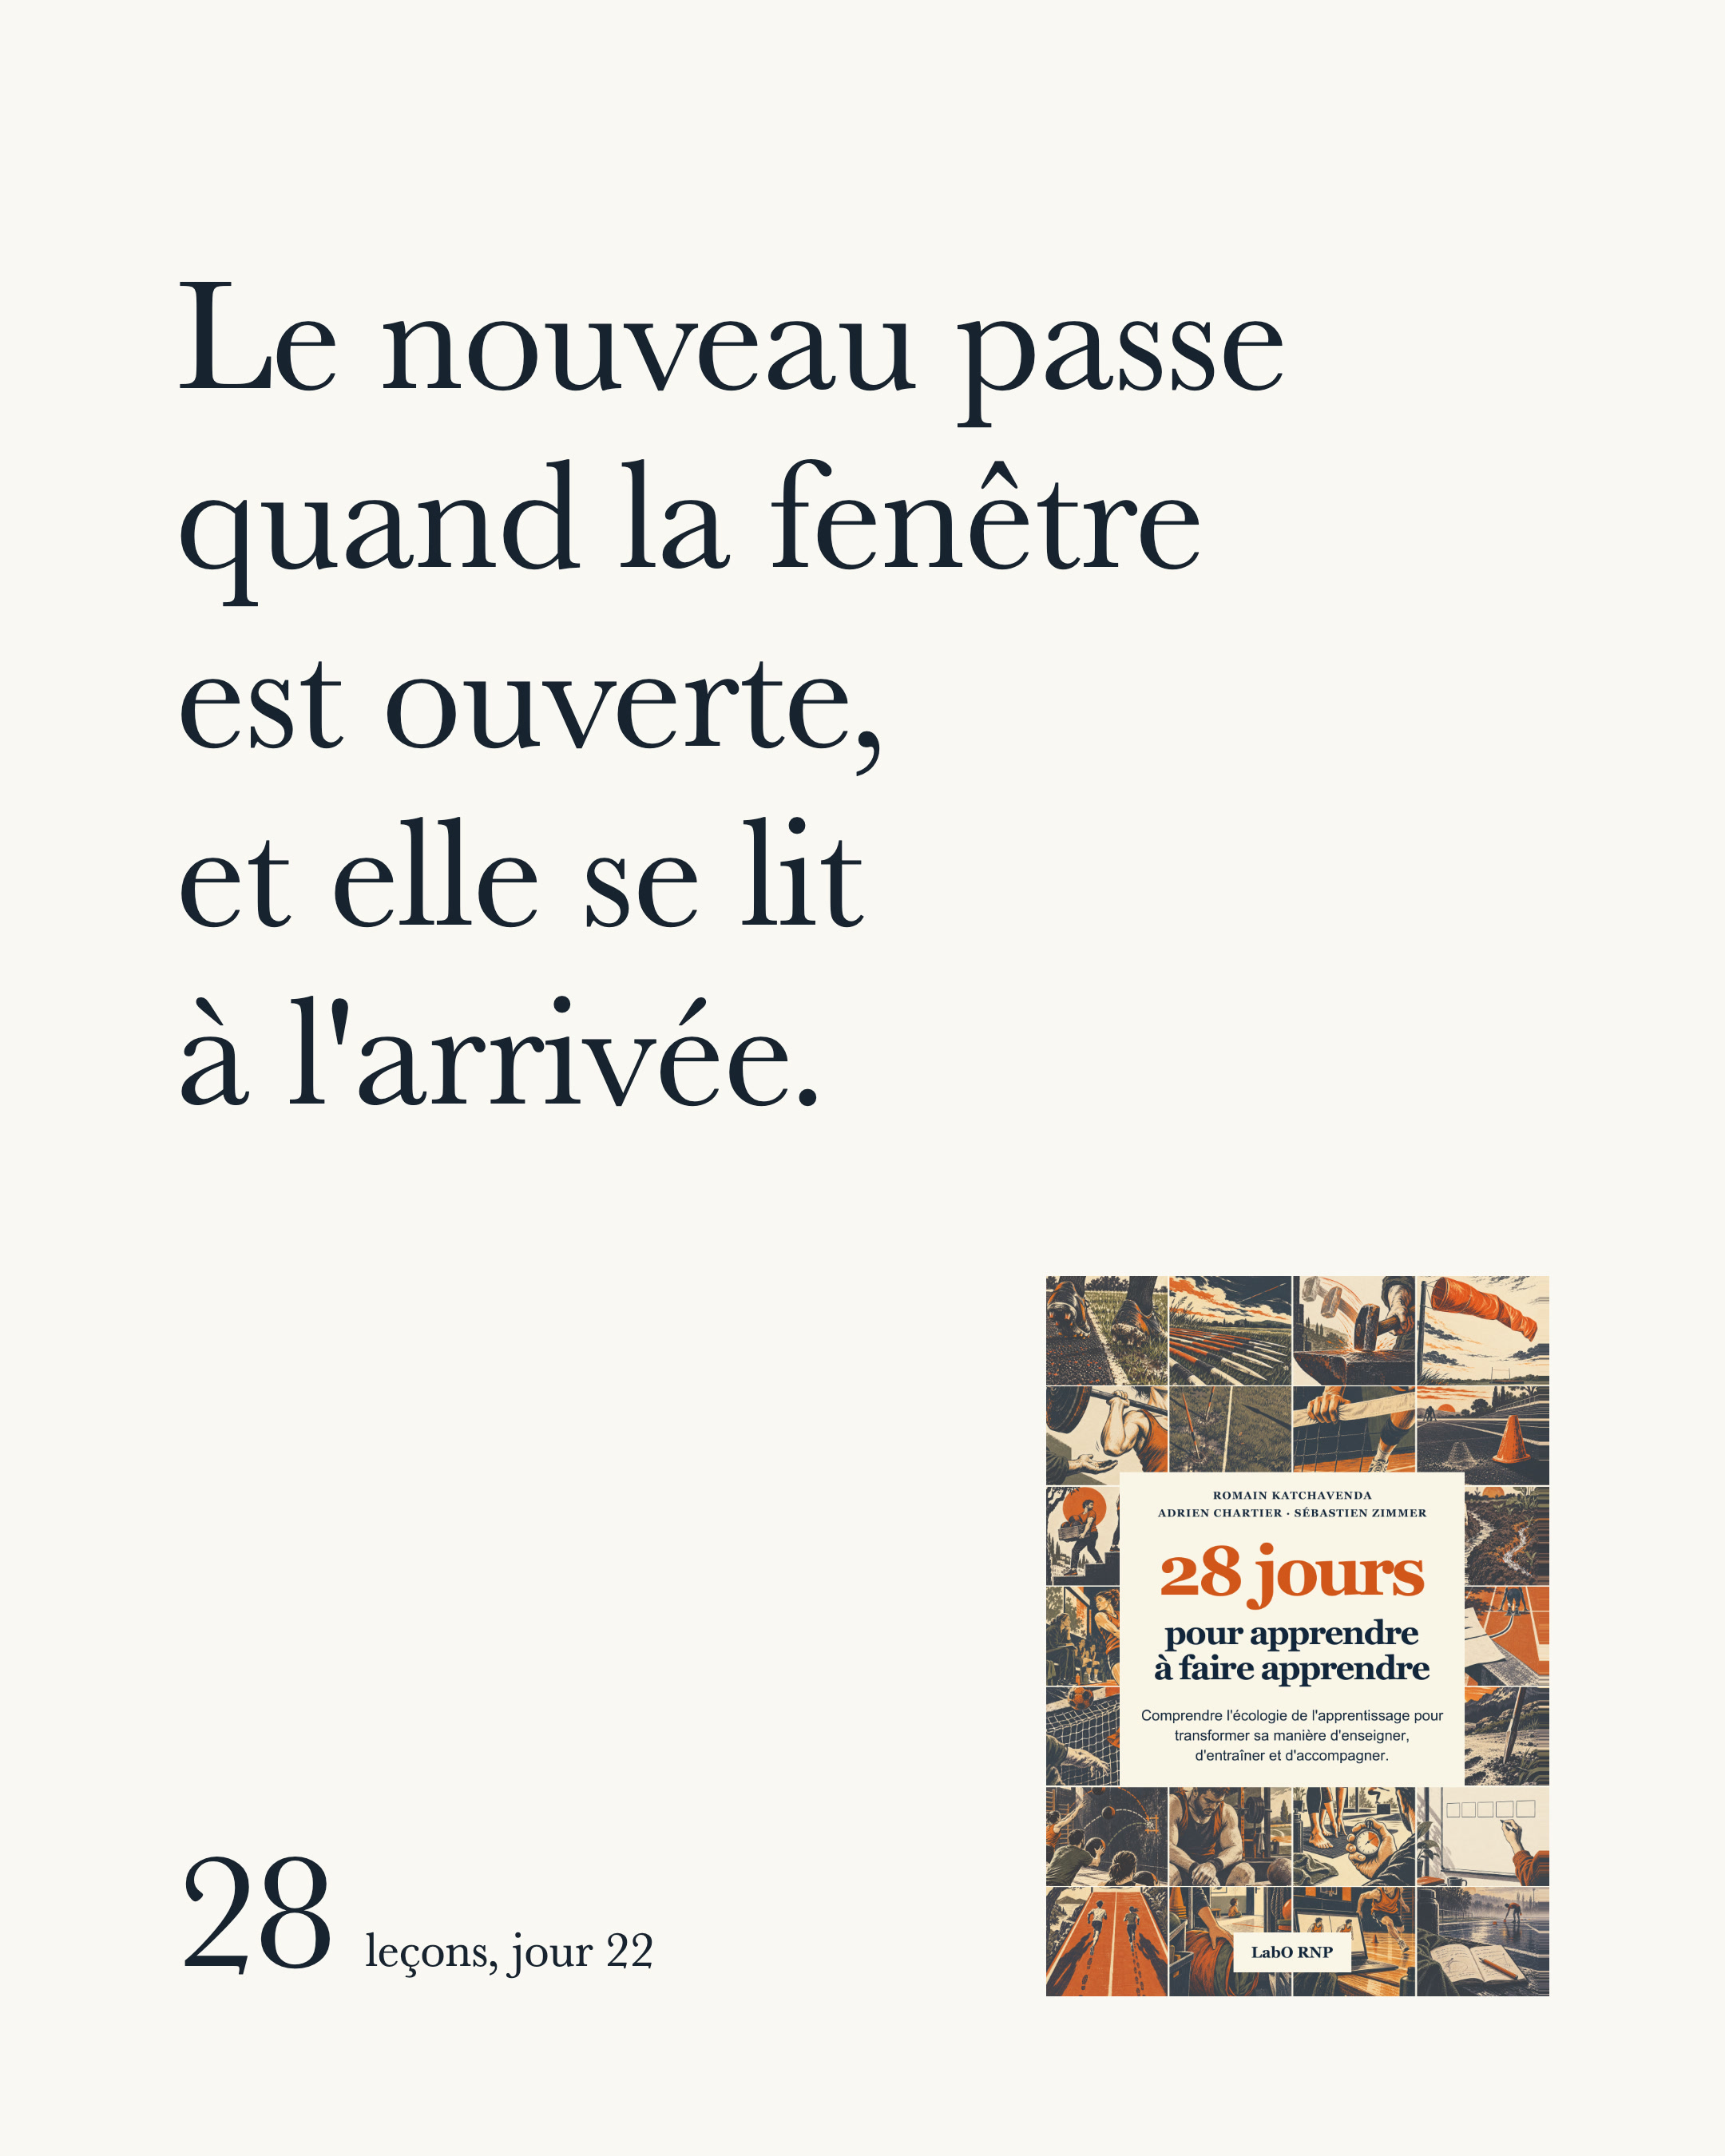 Le nouveau passe
quand la fenêtre
est ouverte,
et elle se lit
à l'arrivée.
ROMAIN KATCHAVENDA
ADRIEN CHARTIER · SÉBASTIEN ZIMMER
28 jours
pour apprendre
à faire apprendre
Comprendre l'écologie de l'apprentissage pour
transformer sa manière d'enseigner,
d'entraîner et d'accompagner.
LabO RNP
28 leçons, jour 22